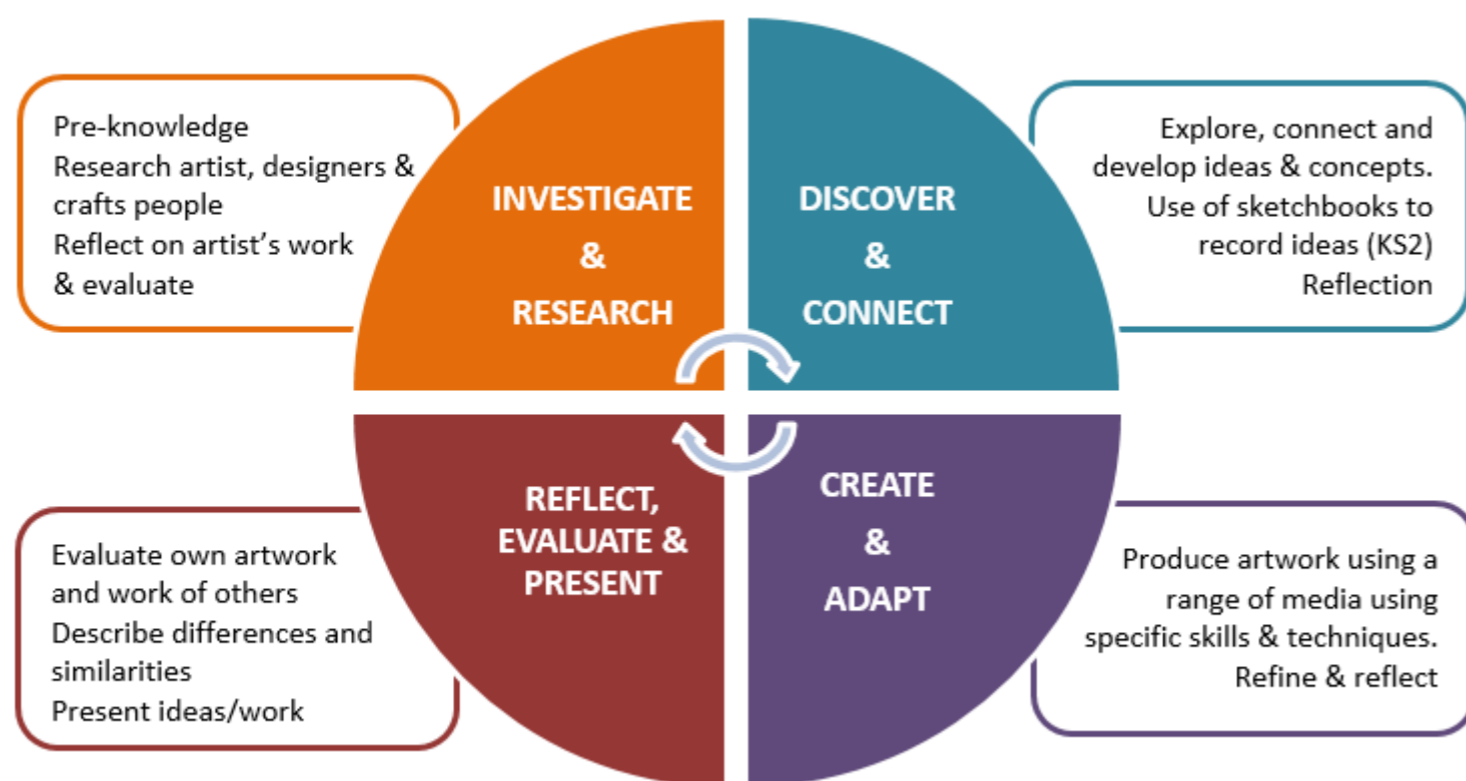 Pre-knowledge
Research artist, designers &
crafts people
Reflect on artist's work
& evaluate
INVESTIGATE
&
RESEARCH
DISCOVER
&
CONNECT
Explore, connect and
develop ideas & concepts.
Use of sketchbooks to
record ideas (KS2)
Reflection
Evaluate own artwork
and work of others
Describe differences and
similarities
Present ideas/work
REFLECT,
EVALUATE &
PRESENT
CREATE
&
ADAPT
Produce artwork using a
range of media using
specific skills & techniques.
Refine & reflect